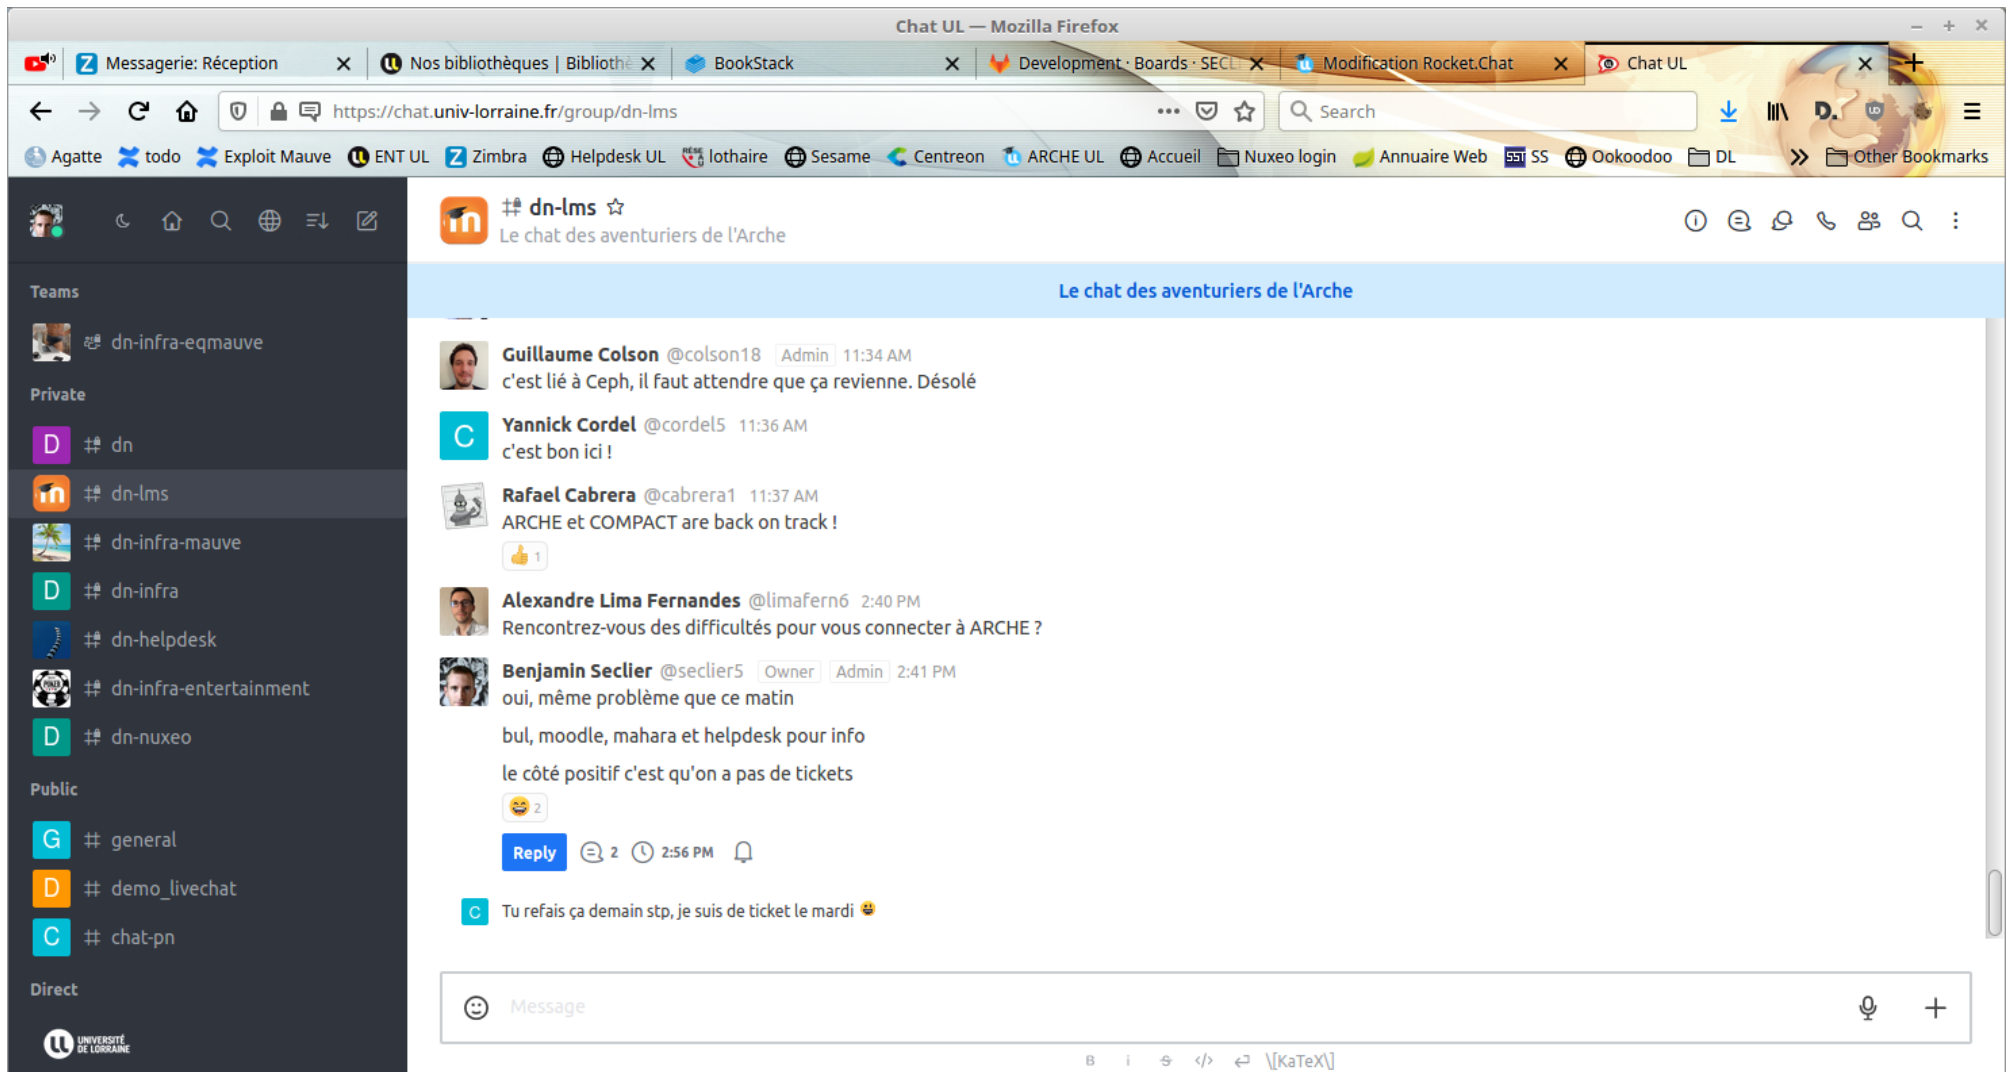 Chat UL — Mozilla Firefox
Messagerie: Réception
Nos bibliothèques | Biblioth
BookStack
Development · Boards · SECL
Modification Rocket.Chat
Chat UL
https://chat.univ-lorraine.fr/group/dn-lms
Search
Agatte todo Exploit Mauve ENT UL Zimbra Helpdesk UL lothaire Sesame Centreon ARCHE UL Accueil Nuxeo login Annuaire Web SS Ookoodoo DL Other Bookmarks
Teams
dn-infra-eqmauve
Private
D dn
dn-lms
dn-infra-mauve
D dn-infra
dn-helpdesk
dn-infra-entertainment
D dn-nuxeo
Public
G general
D demo_livechat
C chat-pn
Direct
UNIVERSITÉ
DE LORRAINE
dn-lms
Le chat des aventuriers de l'Arche
Le chat des aventuriers de l'Arche
Guillaume Colson @colson18 Admin 11:34 AM
c'est lié à Ceph, il faut attendre que ça revienne. Désolé
C
Yannick Cordel @cordel5 11:36 AM
c'est bon ici !
Rafael Cabrera @cabrera1 11:37 AM
ARCHE et COMPACT are back on track !
👍 1
Alexandre Lima Fernandes @limafern6 2:40 PM
Rencontrez-vous des difficultés pour vous connecter à ARCHE ?
Benjamin Seclier @seclier5 Owner Admin 2:41 PM
oui, même problème que ce matin
bul, moodle, mahara et helpdesk pour info
le côté positif c'est qu'on a pas de tickets
😄 2
Reply 2 2:56 PM
C Tu refais ça demain stp, je suis de ticket le mardi 😃
Message
B i S </> \[KaTeX\]